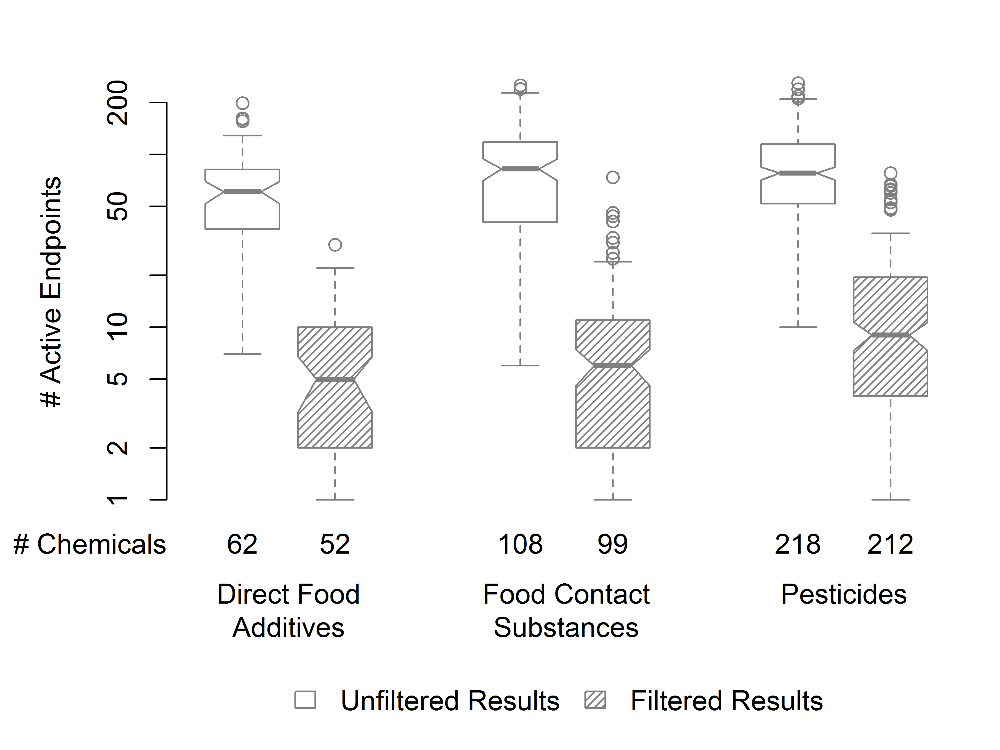 # Active Endpoints
200
50
10
5
2
1
# Chemicals 62 52 108 99 218 212
Direct Food Additives
Food Contact Substances
Pesticides
Unfiltered Results
Filtered Results